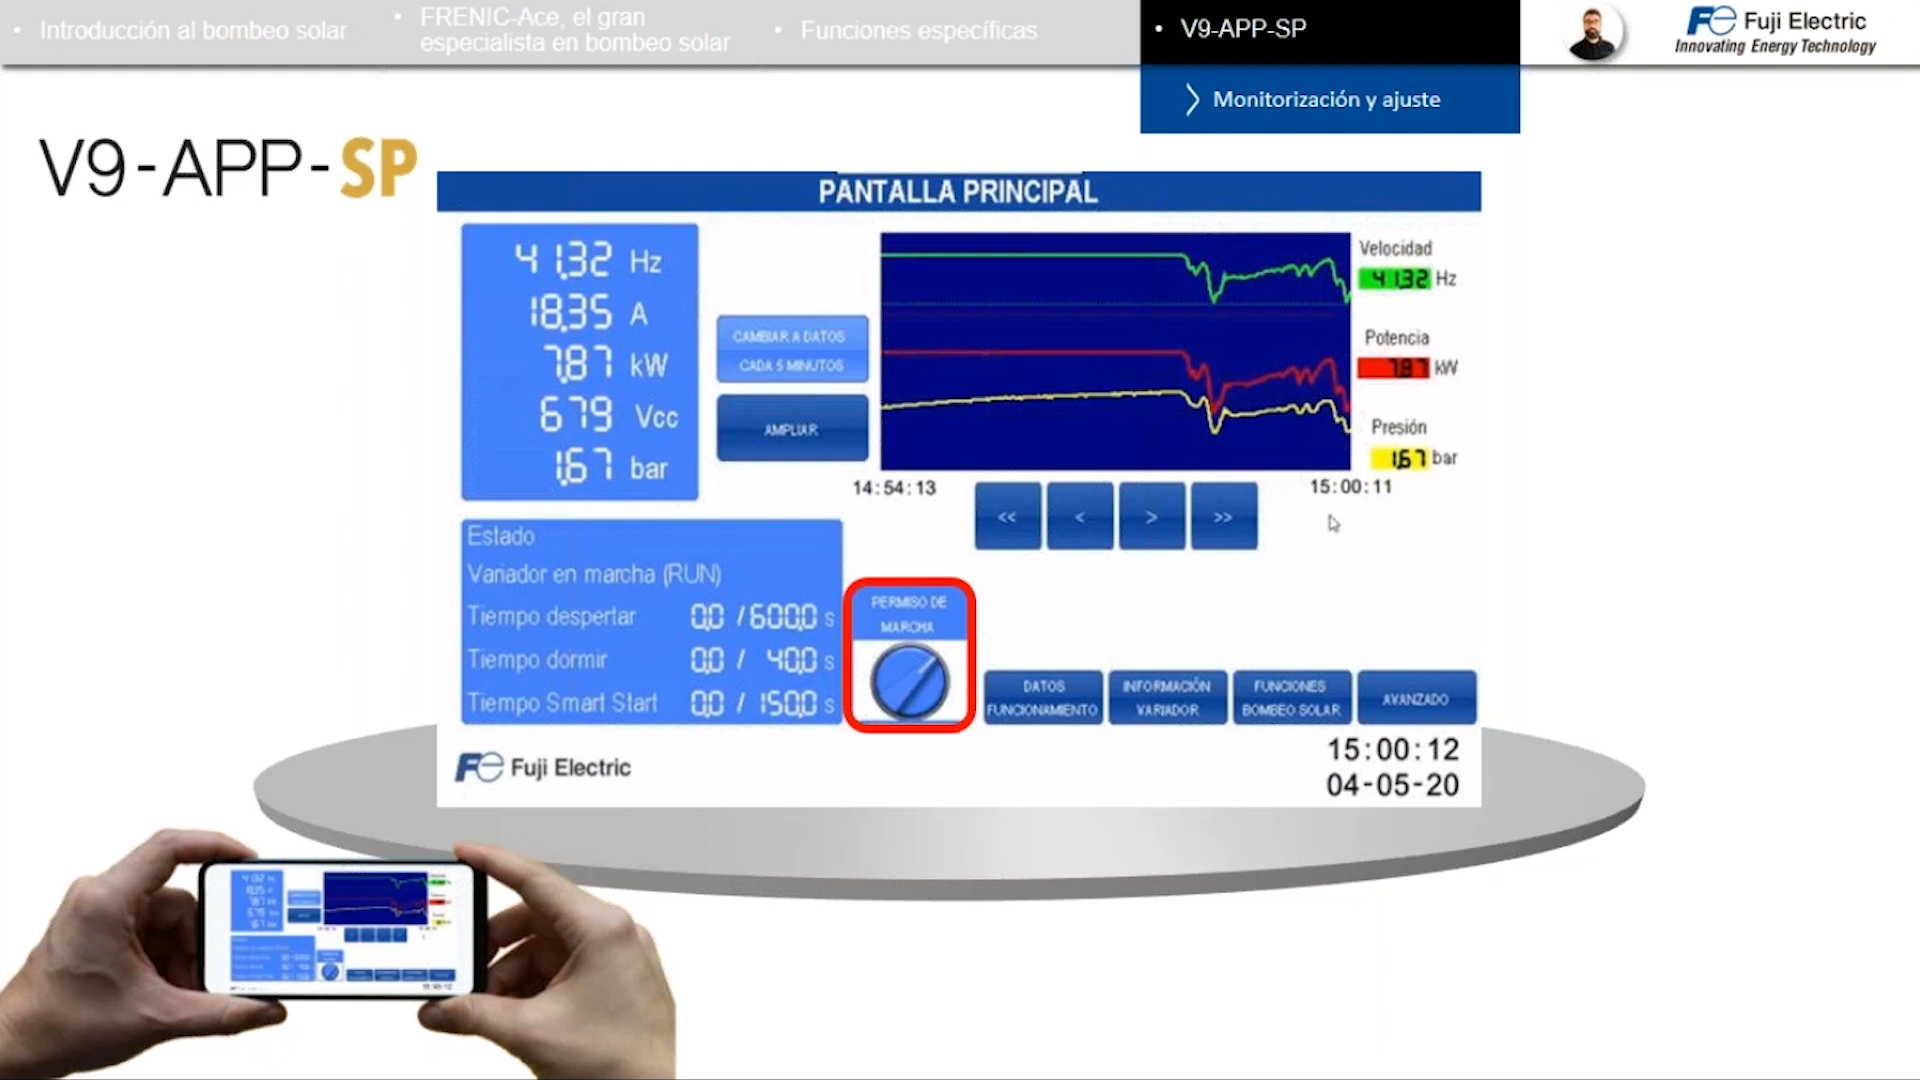 • Introducción al bombeo solar
• FRENIC-Ace, el gran
especialista en bombeo solar
• Funciones específicas
• V9-APP-SP
Fuji Electric
Innovating Energy Technology
Monitorización y ajuste
V9-APP-SP
PANTALLA PRINCIPAL
41,32 Hz
18,35 A
7,87 kW
679 Vcc
1,67 bar
CAMBIAR A DATOS
CADA 5 MINUTOS
AMPLIAR
Velocidad
41,32 Hz
Potencia
7,87 kW
Presión
1,67 bar
14:54:13
15:00:11
<< < > >>
Estado
Variador en marcha (RUN)
Tiempo despertar 0,0 / 600,0 s
Tiempo dormir 0,0 / 40,0 s
Tiempo Smart Start 0,0 / 150,0 s
PERMISO DE
MARCHA
DATOS
FUNCIONAMIENTO
INFORMACIÓN
VARIADOR
FUNCIONES
BOMBEO SOLAR
AVANZADO
Fuji Electric
15:00:12
04-05-20